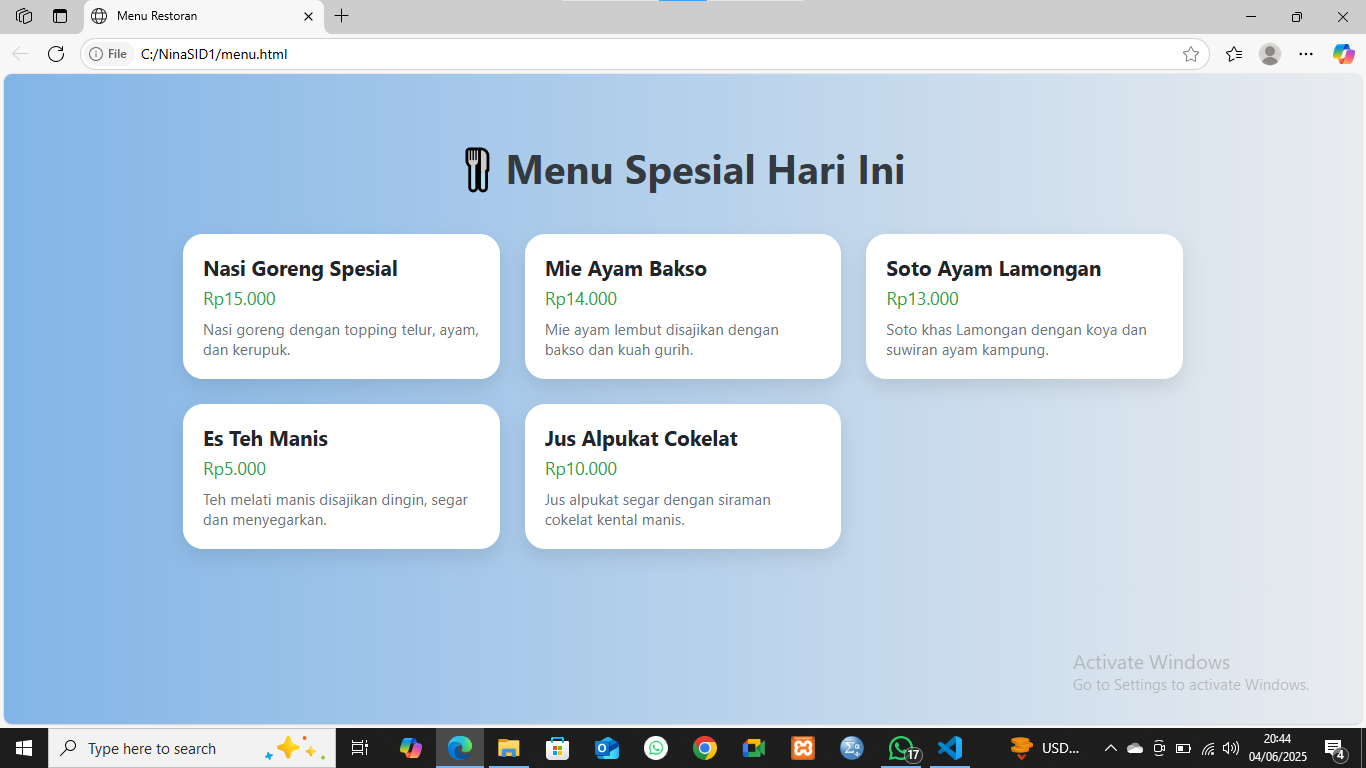 Menu Restoran
File
C:/NinaSID1/menu.html
Menu Spesial Hari Ini
Nasi Goreng Spesial
Rp15.000
Nasi goreng dengan topping telur, ayam,
dan kerupuk.
Mie Ayam Bakso
Rp14.000
Mie ayam lembut disajikan dengan
bakso dan kuah gurih.
Soto Ayam Lamongan
Rp13.000
Soto khas Lamongan dengan koya dan
suwiran ayam kampung.
Es Teh Manis
Rp5.000
Teh melati manis disajikan dingin, segar
dan menyegarkan.
Jus Alpukat Cokelat
Rp10.000
Jus alpukat segar dengan siraman
cokelat kental manis.
Activate Windows
Go to Settings to activate Windows.
Type here to search
17
USD...
20:44
04/06/2025
4